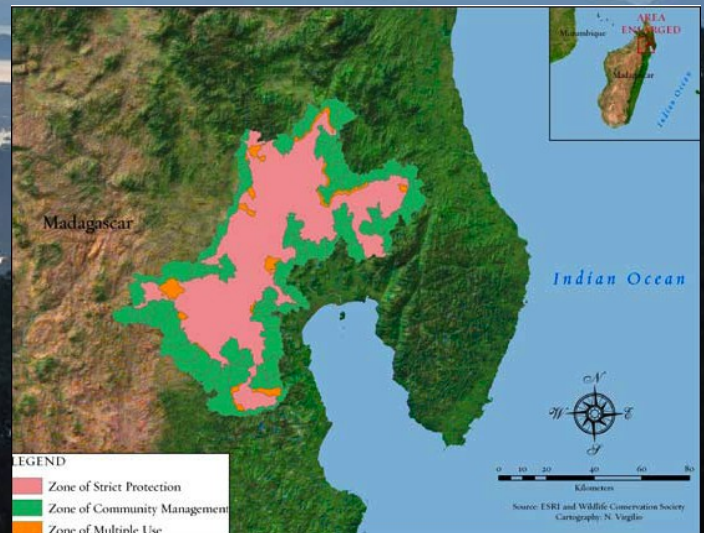 AREA
ENLARGED
Mozambique
Madagascar
Indian Ocean
Madagascar
Indian Ocean
N
W
E
S
0 10 20 40 60 80
Kilometers
Source: ESRI and Wildlife Conservation Society
Cartography: N. Virgilio
LEGEND
Zone of Strict Protection
Zone of Community Management
Zone of Multiple Use